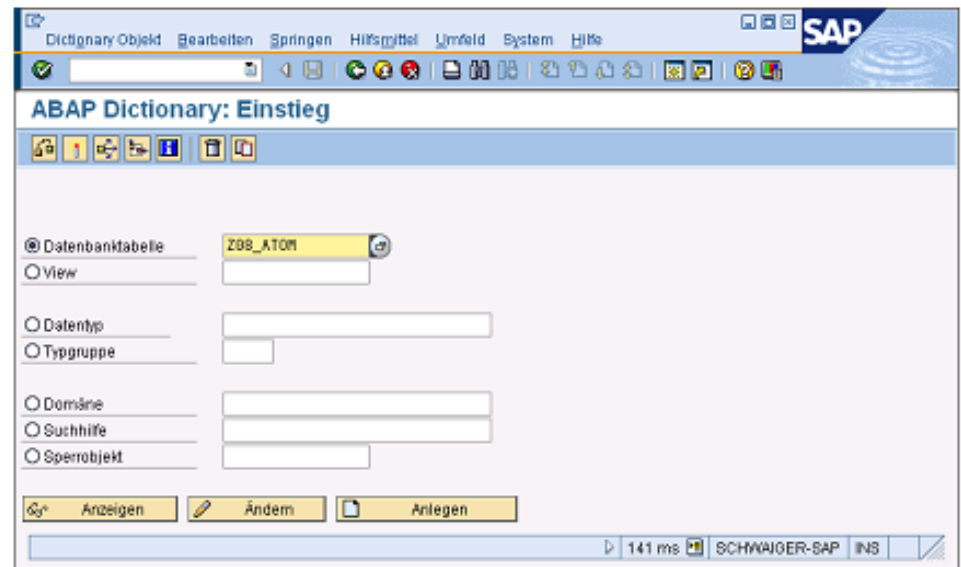 Dictionary Objekt Bearbeiten Springen Hilfsmittel Umfeld System Hilfe
SAP
ABAP Dictionary: Einstieg
Datenbanktabelle ZDB_ATOM
View
Datentyp
Typgruppe
Domäne
Suchhilfe
Sperrobjekt
Anzeigen Ändern Anlegen
141 ms SCHWAIGER-SAP INS